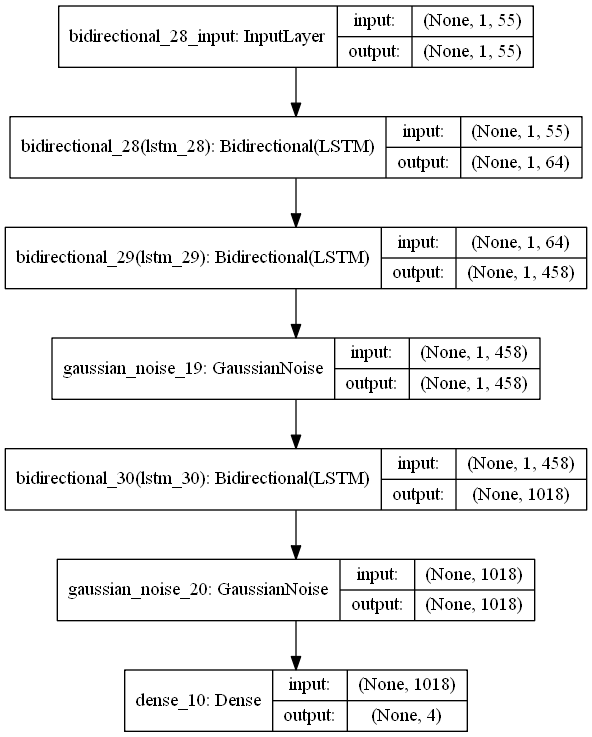 bidirectional_28_input: InputLayer
input: (None, 1, 55)
output: (None, 1, 55)
bidirectional_28(lstm_28): Bidirectional(LSTM)
input: (None, 1, 55)
output: (None, 1, 64)
bidirectional_29(lstm_29): Bidirectional(LSTM)
input: (None, 1, 64)
output: (None, 1, 458)
gaussian_noise_19: GaussianNoise
input: (None, 1, 458)
output: (None, 1, 458)
bidirectional_30(lstm_30): Bidirectional(LSTM)
input: (None, 1, 458)
output: (None, 1018)
gaussian_noise_20: GaussianNoise
input: (None, 1018)
output: (None, 1018)
dense_10: Dense
input: (None, 1018)
output: (None, 4)